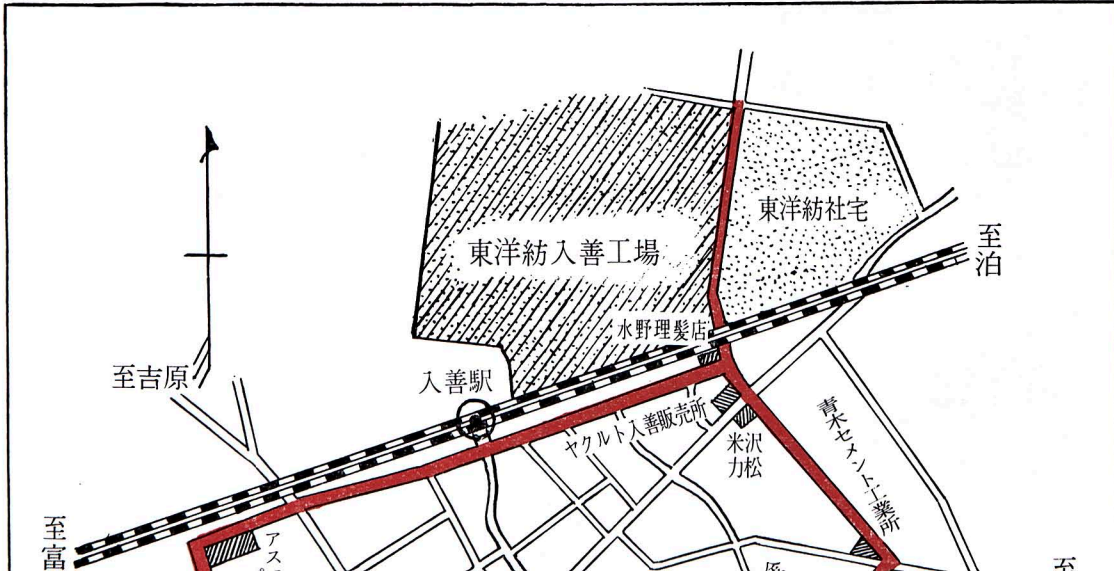 東洋紡入善工場
東洋紡社宅
至泊
水野理髪店
至吉原
入善駅
ヤクルト入善販売所
米沢力松
青木セメント工業所
至富
アス
至